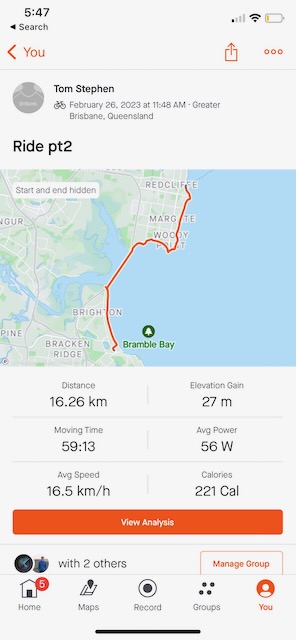 5:47
Search
You
Tom Stephen
February 26, 2023 at 11:48 AM · Greater
Brisbane, Queensland
Ride pt2
Start and end hidden
REDCLIFFE
MARGATE
WOODY
POINT
BRIGHTON
BRACKEN
RIDGE
Bramble Bay
Distance
16.26 km
Elevation Gain
27 m
Moving Time
59:13
Avg Power
56 W
Avg Speed
16.5 km/h
Calories
221 Cal
View Analysis
with 2 others
Manage Group
5
Home
Maps
Record
Groups
You